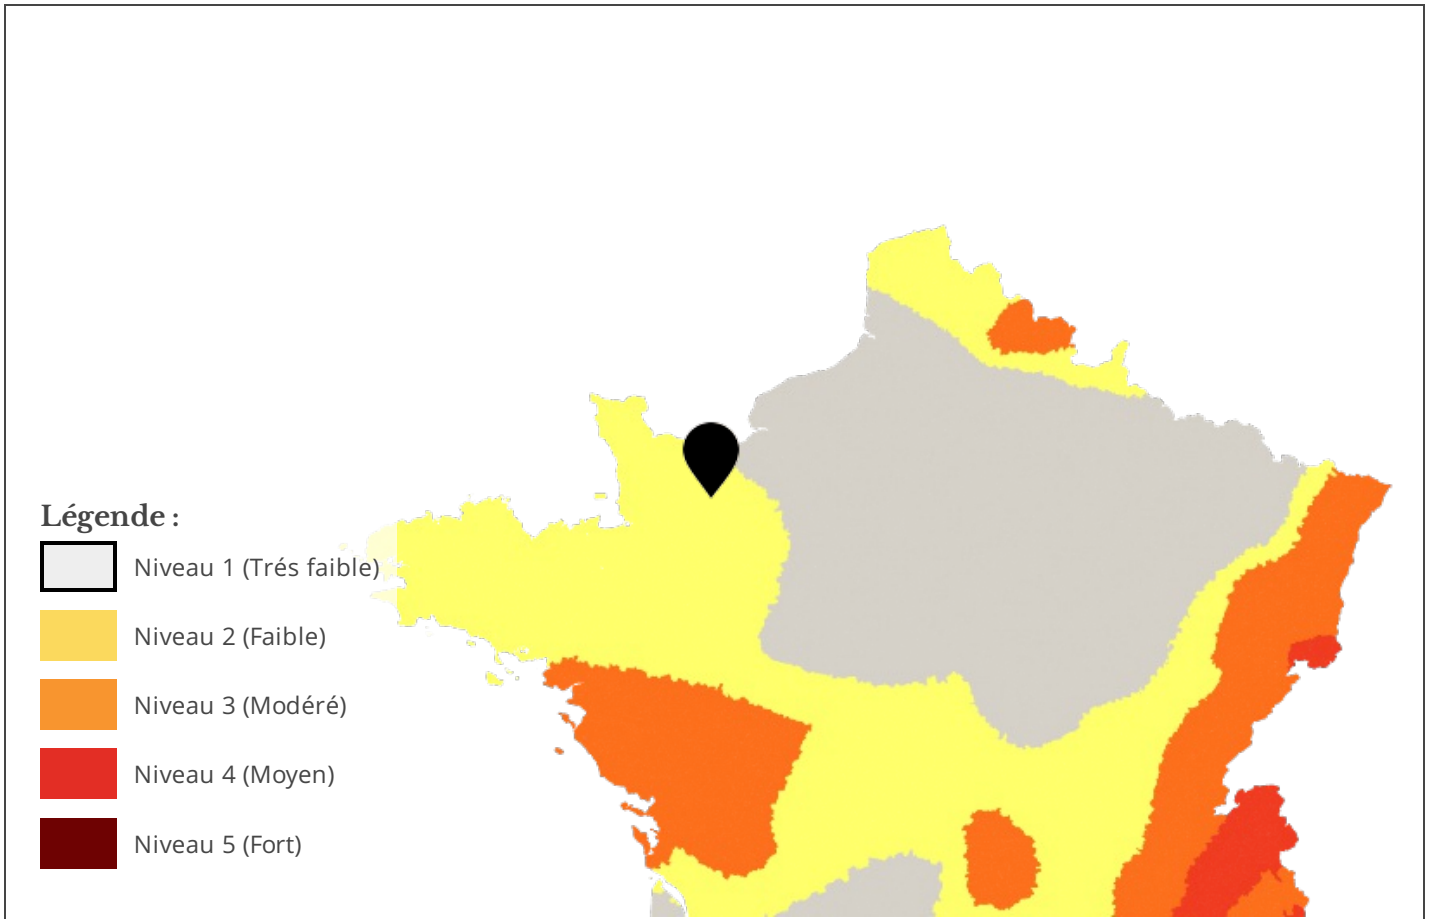 Légende :
Niveau 1 (Trés faible)
Niveau 2 (Faible)
Niveau 3 (Modéré)
Niveau 4 (Moyen)
Niveau 5 (Fort)